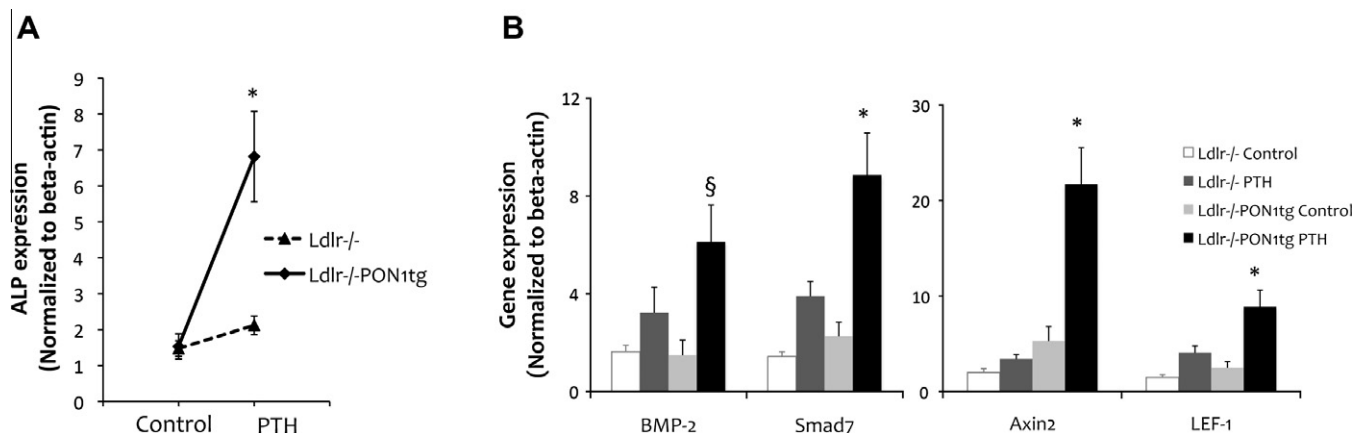 A
ALP expression
(Normalized to beta-actin)
9
8
7
6
5
4
3
2
1
0
*
Ldlr-/-
Ldlr-/-PON1tg
Control PTH
B
Gene expression
(Normalized to beta-actin)
12
8
4
0
§
*
BMP-2 Smad7
30
20
10
0
*
*
Axin2 LEF-1
Ldlr-/- Control
Ldlr-/- PTH
Ldlr-/-PON1tg Control
Ldlr-/-PON1tg PTH